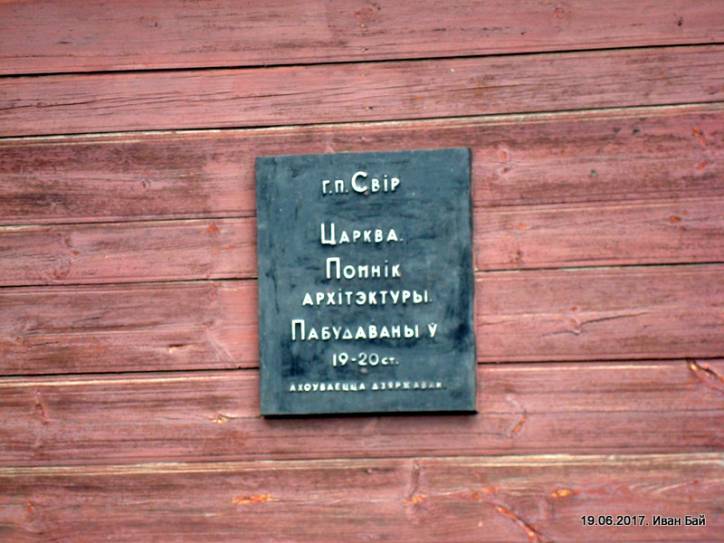 г.п. Свір
Царква.
Помнік
архітэктуры.
Пабудаваны ў
19-20 ст.
Ахоўваецца дзяржавай.
19.06.2017. Иван Бай